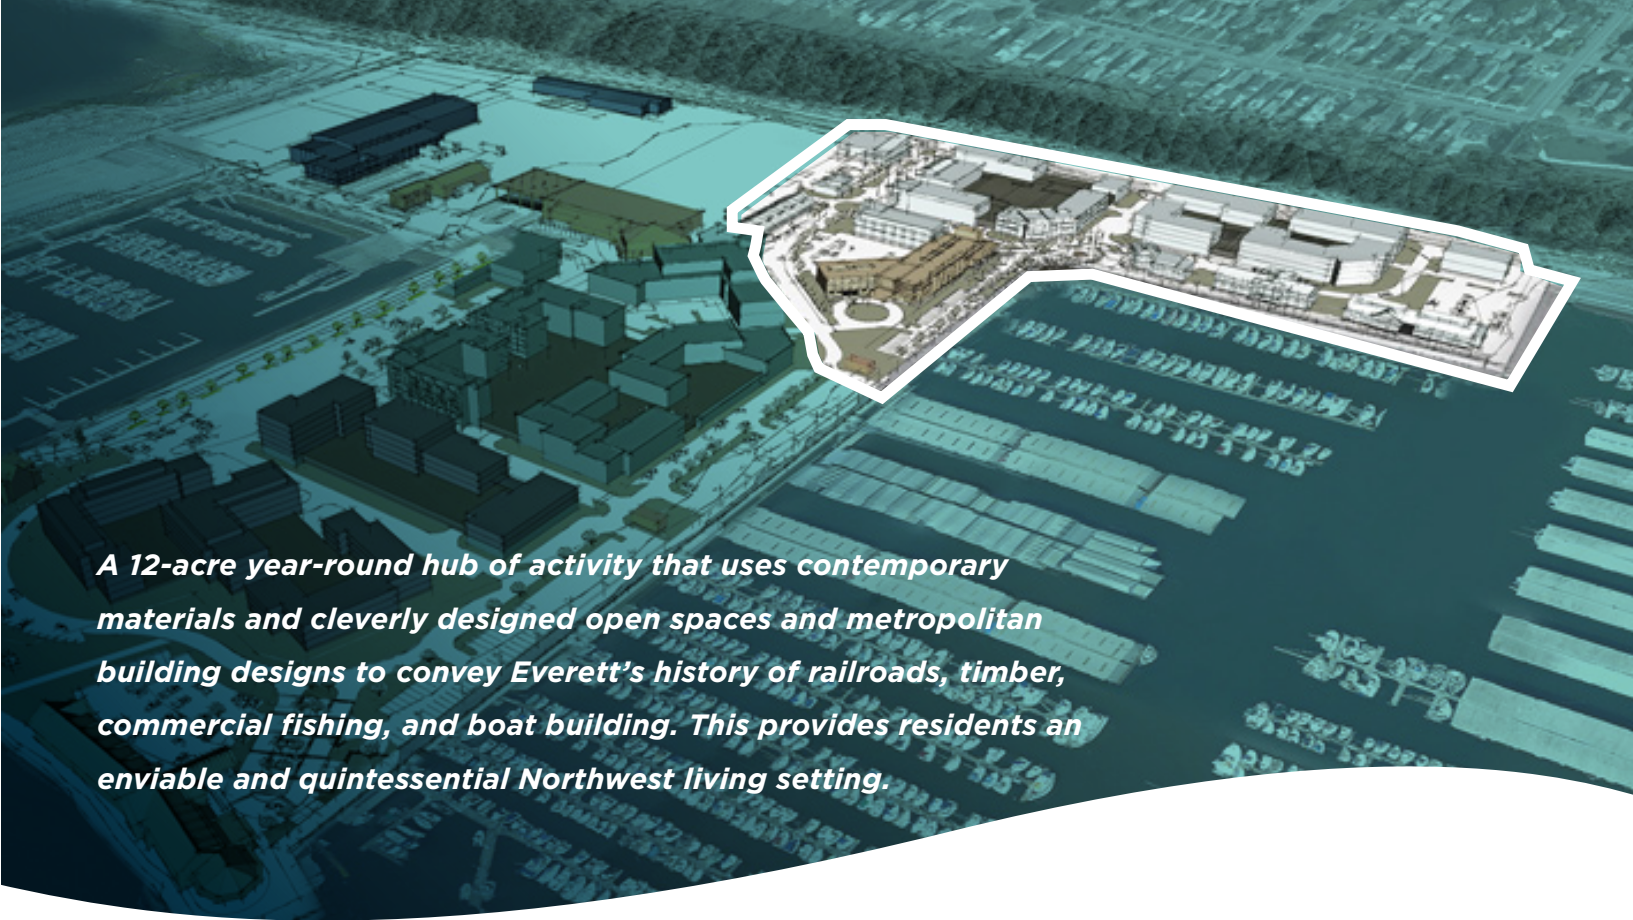 A 12-acre year-round hub of activity that uses contemporary
materials and cleverly designed open spaces and metropolitan
building designs to convey Everett’s history of railroads, timber,
commercial fishing, and boat building. This provides residents an
enviable and quintessential Northwest living setting.